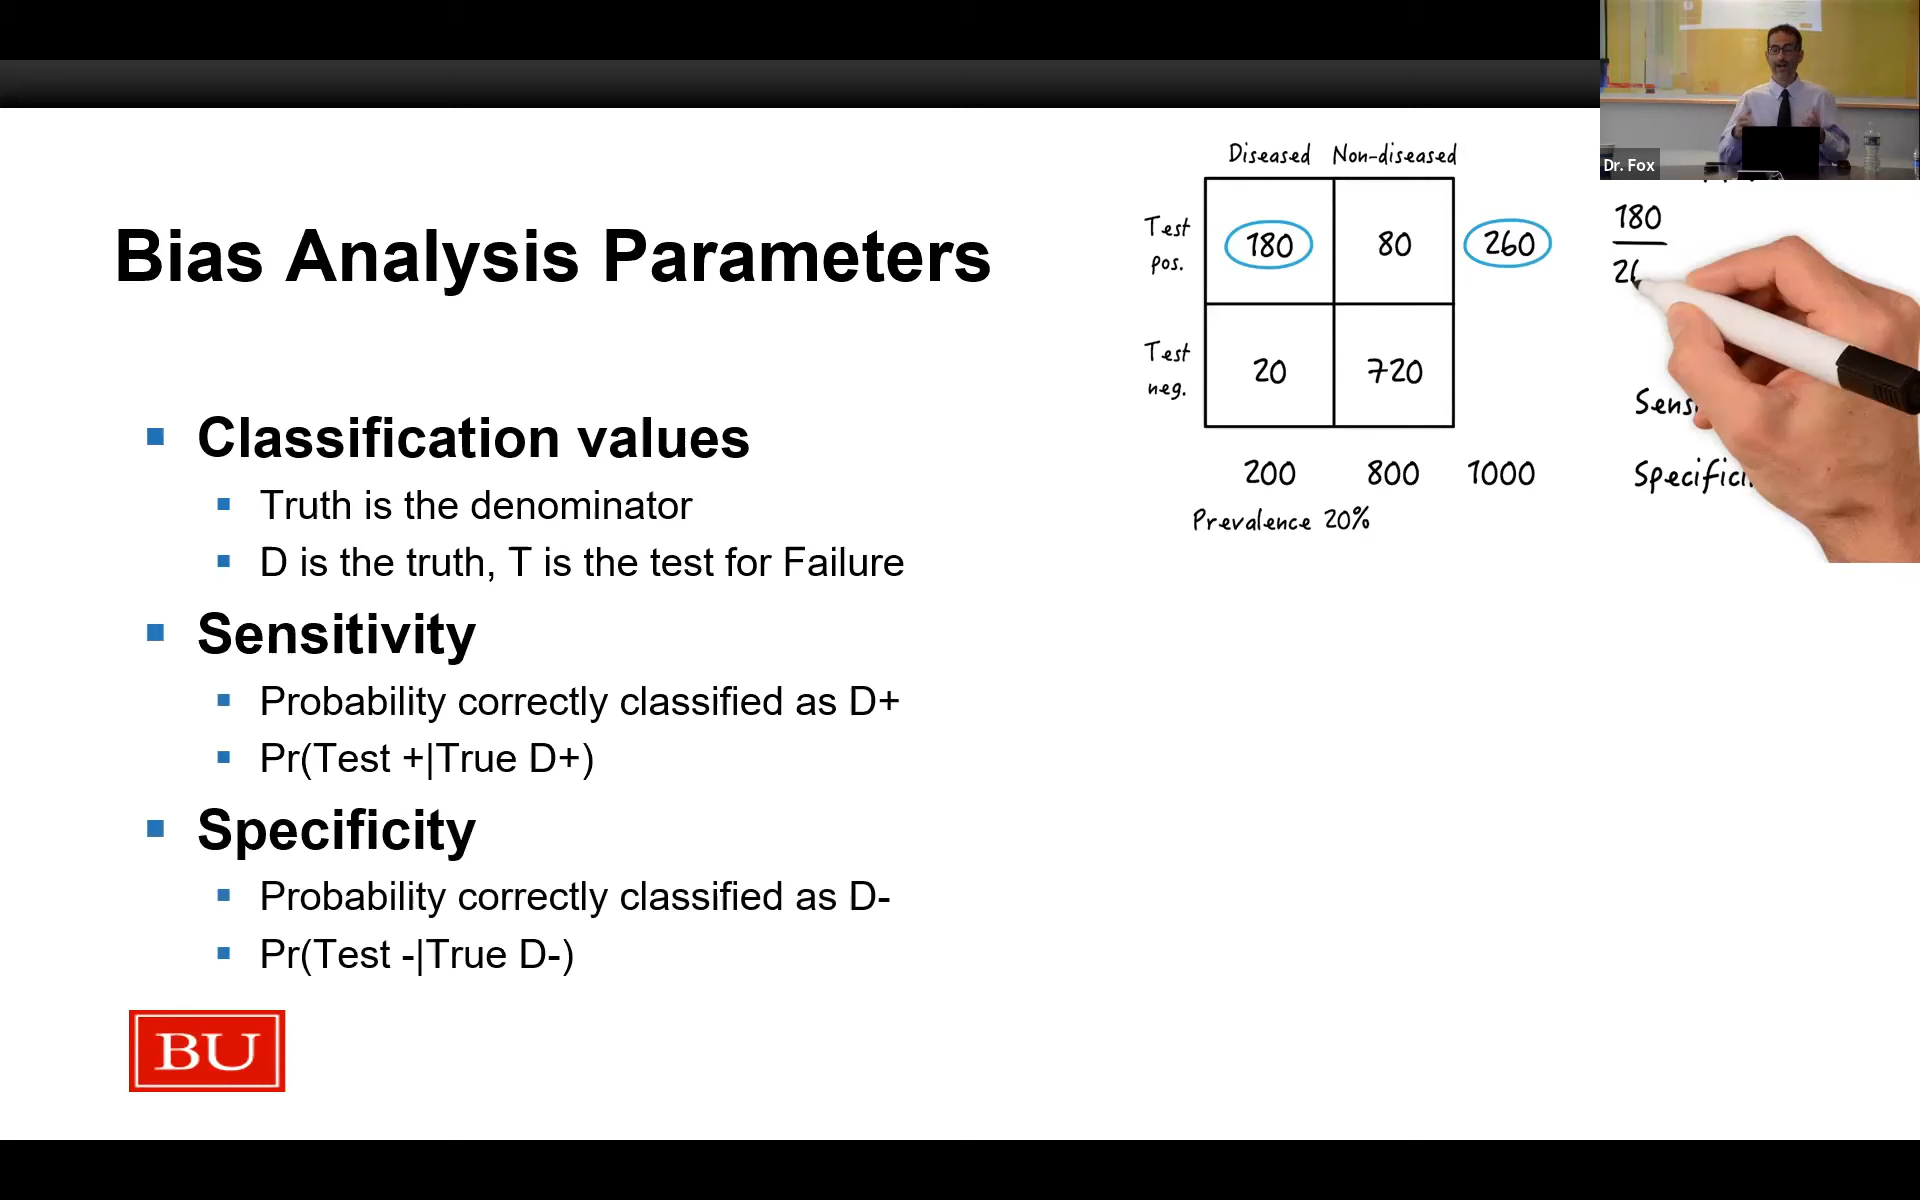 Dr. Fox
Bias Analysis Parameters
Classification values
Truth is the denominator
D is the truth, T is the test for Failure
Sensitivity
Probability correctly classified as D+
Pr(Test +|True D+)
Specificity
Probability correctly classified as D-
Pr(Test -|True D-)
BU
Diseased Non-diseased
Test pos. 180 80 260
Test neg. 20 720
200 800 1000
Prevalence 20%
180